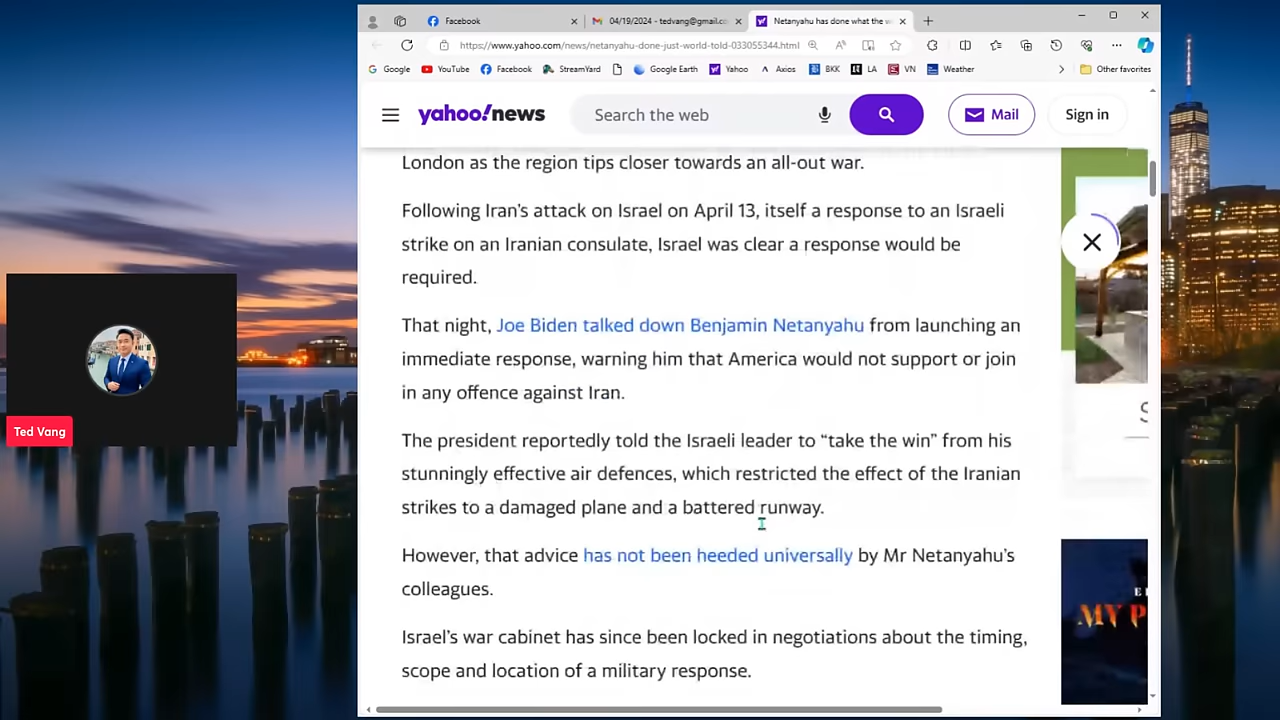 Facebook
04/19/2024 - tedvang@gmail.co
Netanyahu has done what the w
https://www.yahoo.com/news/netanyahu-done-just-world-told-033055344.html
Google
YouTube
Facebook
StreamYard
Google Earth
Yahoo
Axios
BKK
LA
VN
Weather
Other favorites
yahoo!news
Search the web
Mail
Sign in
London as the region tips closer towards an all-out war.
Following Iran’s attack on Israel on April 13, itself a response to an Israeli
strike on an Iranian consulate, Israel was clear a response would be
required.
That night, Joe Biden talked down Benjamin Netanyahu from launching an
immediate response, warning him that America would not support or join
in any offence against Iran.
The president reportedly told the Israeli leader to “take the win” from his
stunningly effective air defences, which restricted the effect of the Iranian
strikes to a damaged plane and a battered runway.
However, that advice has not been heeded universally by Mr Netanyahu’s
colleagues.
Israel’s war cabinet has since been locked in negotiations about the timing,
scope and location of a military response.
S
E
MY P
Ted Vang